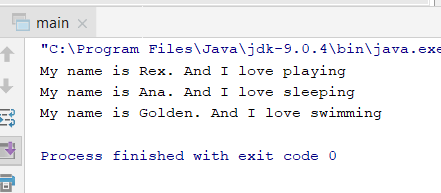 main
"C:\Program Files\Java\jdk-9.0.4\bin\java.exe
My name is Rex. And I love playing
My name is Ana. And I love sleeping
My name is Golden. And I love swimming
Process finished with exit code 0